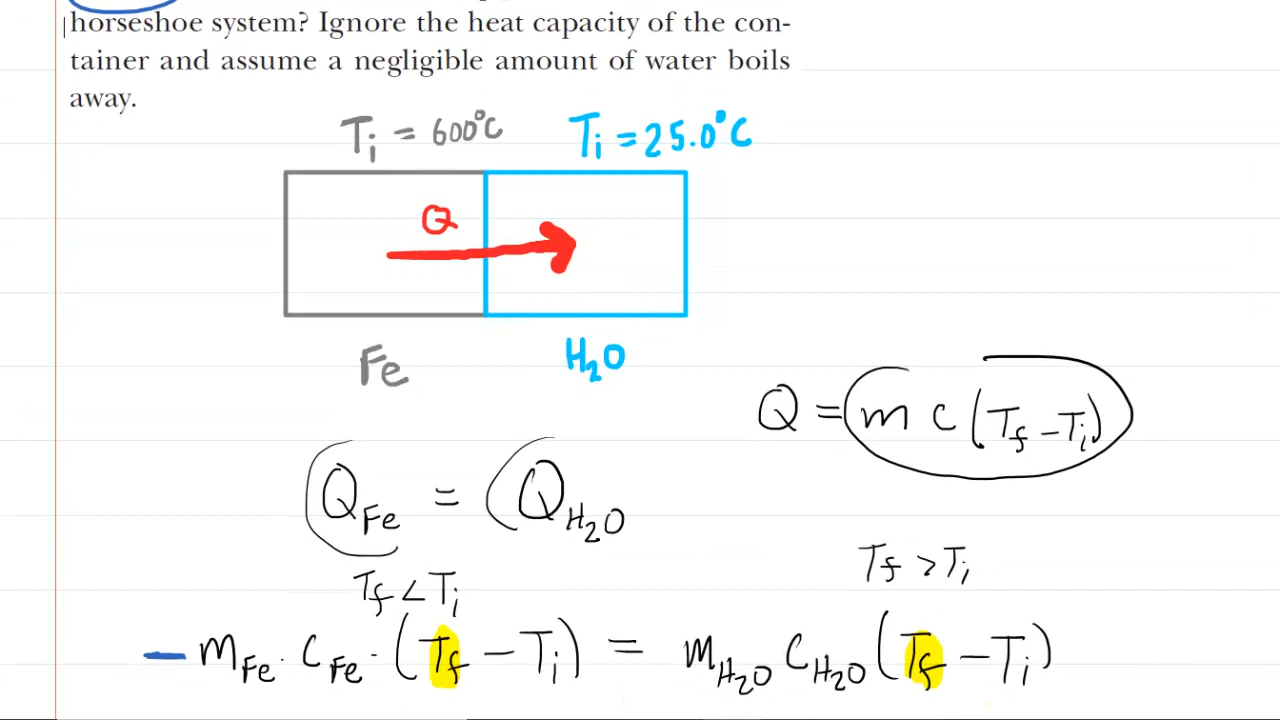 horseshoe system? Ignore the heat capacity of the con-
tainer and assume a negligible amount of water boils
away.
Ti = 600°C Ti = 25.0°C
Q
Fe H2O
Q = m c (Tf - Ti)
QFe = QH2O
Tf < Ti Tf > Ti
- mFe · cFe · (Tf - Ti) = mH2O cH2O (Tf - Ti)